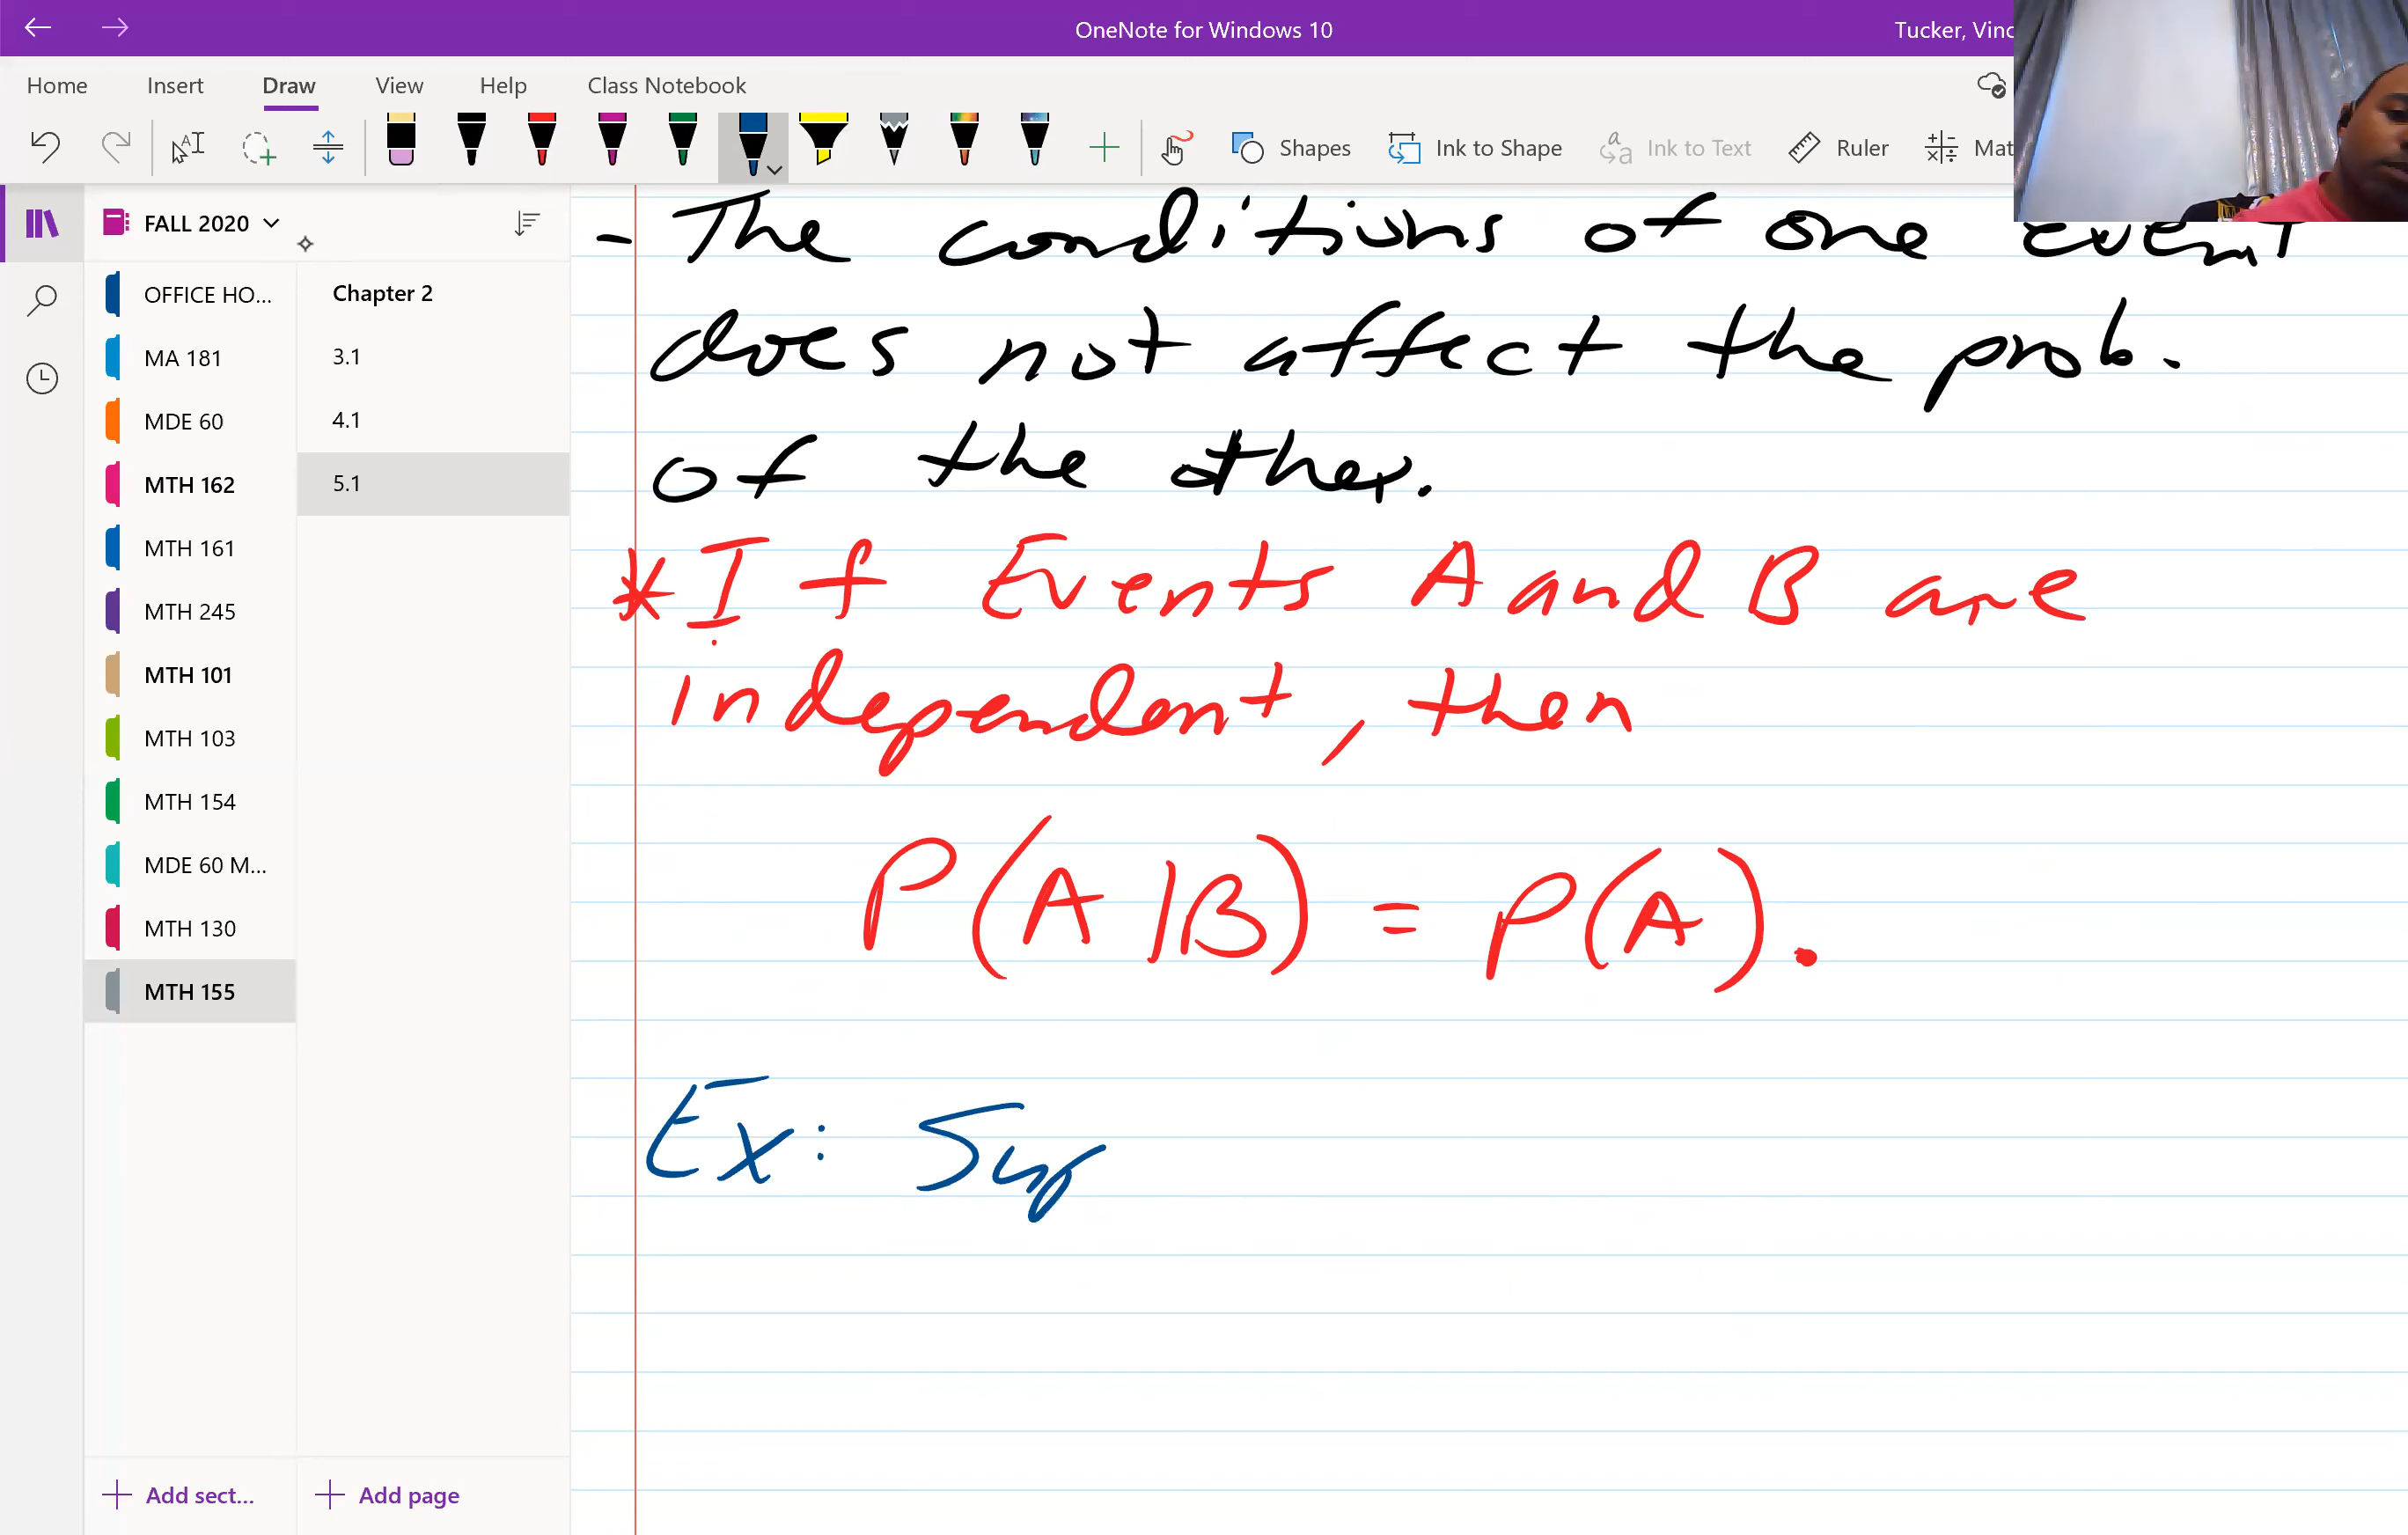 OneNote for Windows 10
Tucker, Vinc
Home Insert Draw View Help Class Notebook
Shapes Ink to Shape Ink to Text Ruler Mat
FALL 2020
OFFICE HO...
MA 181
MDE 60
MTH 162
MTH 161
MTH 245
MTH 101
MTH 103
MTH 154
MDE 60 M...
MTH 130
MTH 155
Add sect...
Chapter 2
3.1
4.1
5.1
Add page
- The conditions of one event
does not affect the prob.
of the other.
* If Events A and B are
independent, then
P(A|B) = P(A).
Ex: Sup